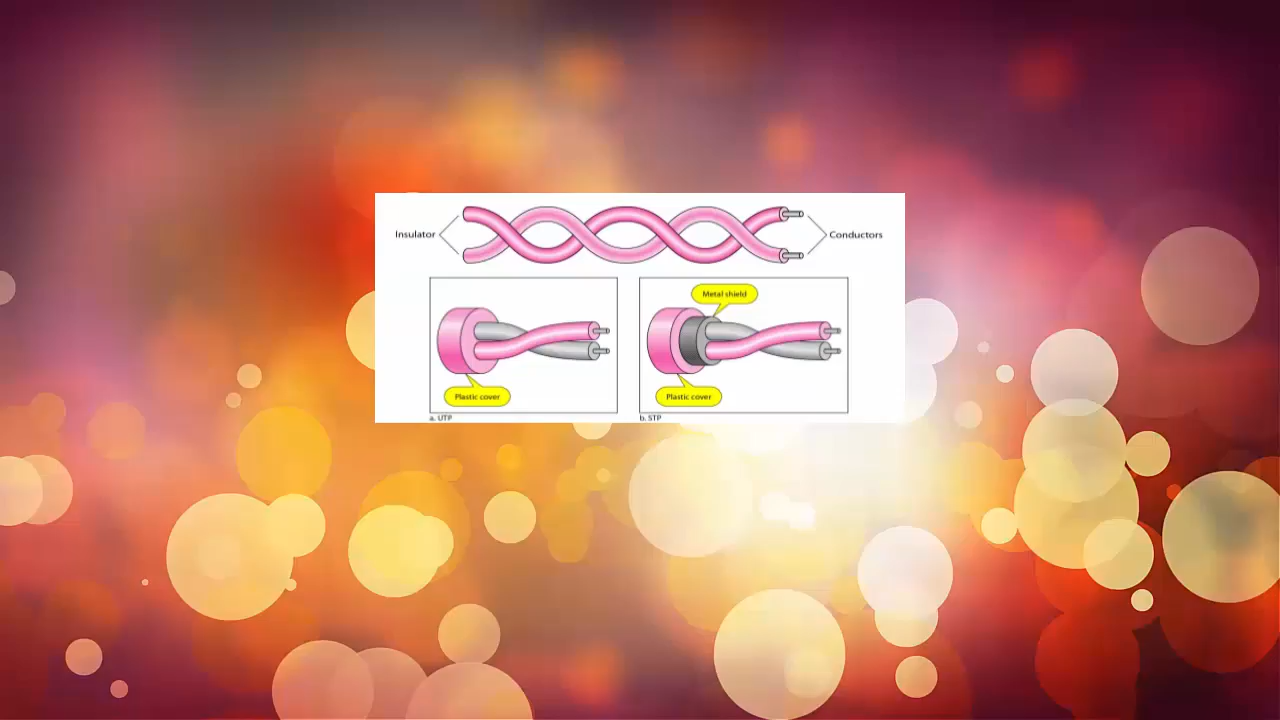 Insulator
Conductors
Metal shield
Plastic cover
Plastic cover
a. UTP
b. STP